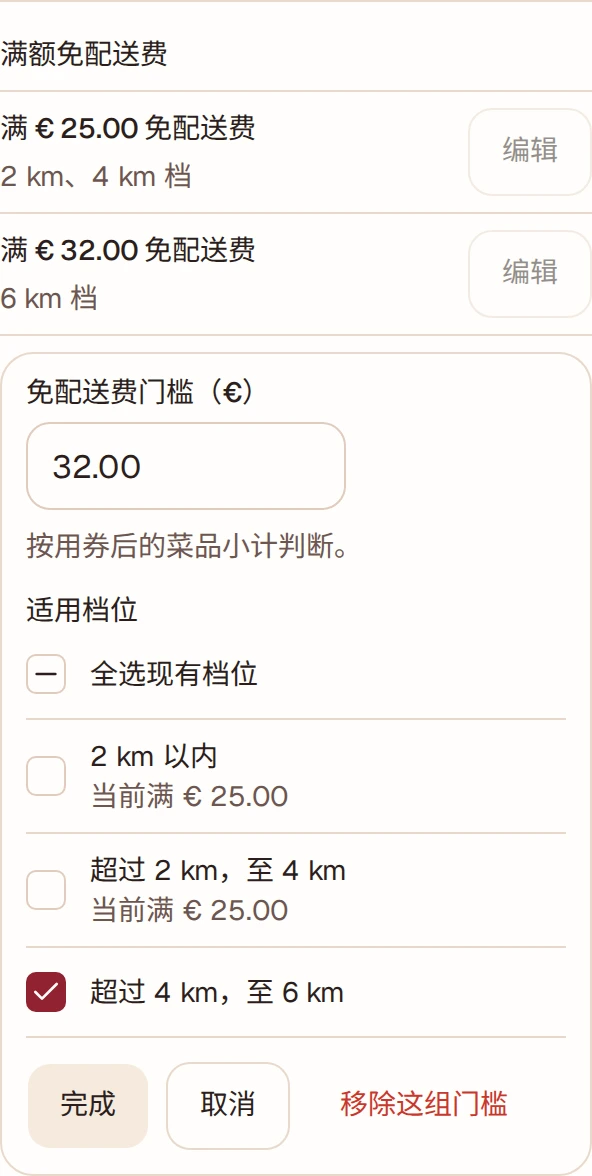 满额免配送费
满 € 25.00 免配送费
编辑
2 km、4 km 档
满 € 32.00 免配送费
编辑
6 km 档
免配送费门槛（€）
32.00
按用券后的菜品小计判断。
适用档位
全选现有档位
2 km 以内
当前满 € 25.00
超过 2 km，至 4 km
当前满 € 25.00
超过 4 km，至 6 km
完成
取消
移除这组门槛